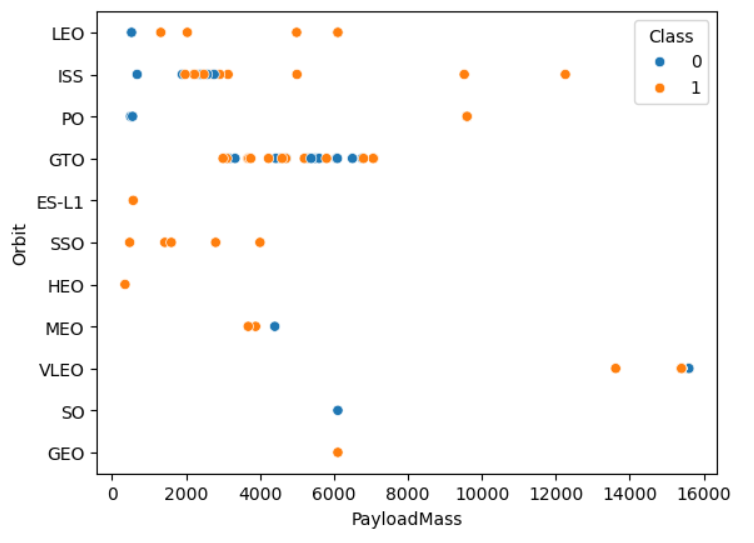 LEO
ISS
PO
GTO
ES-L1
SSO
HEO
MEO
VLEO
SO
GEO
Orbit
Class
0
1
0 2000 4000 6000 8000 10000 12000 14000 16000
PayloadMass